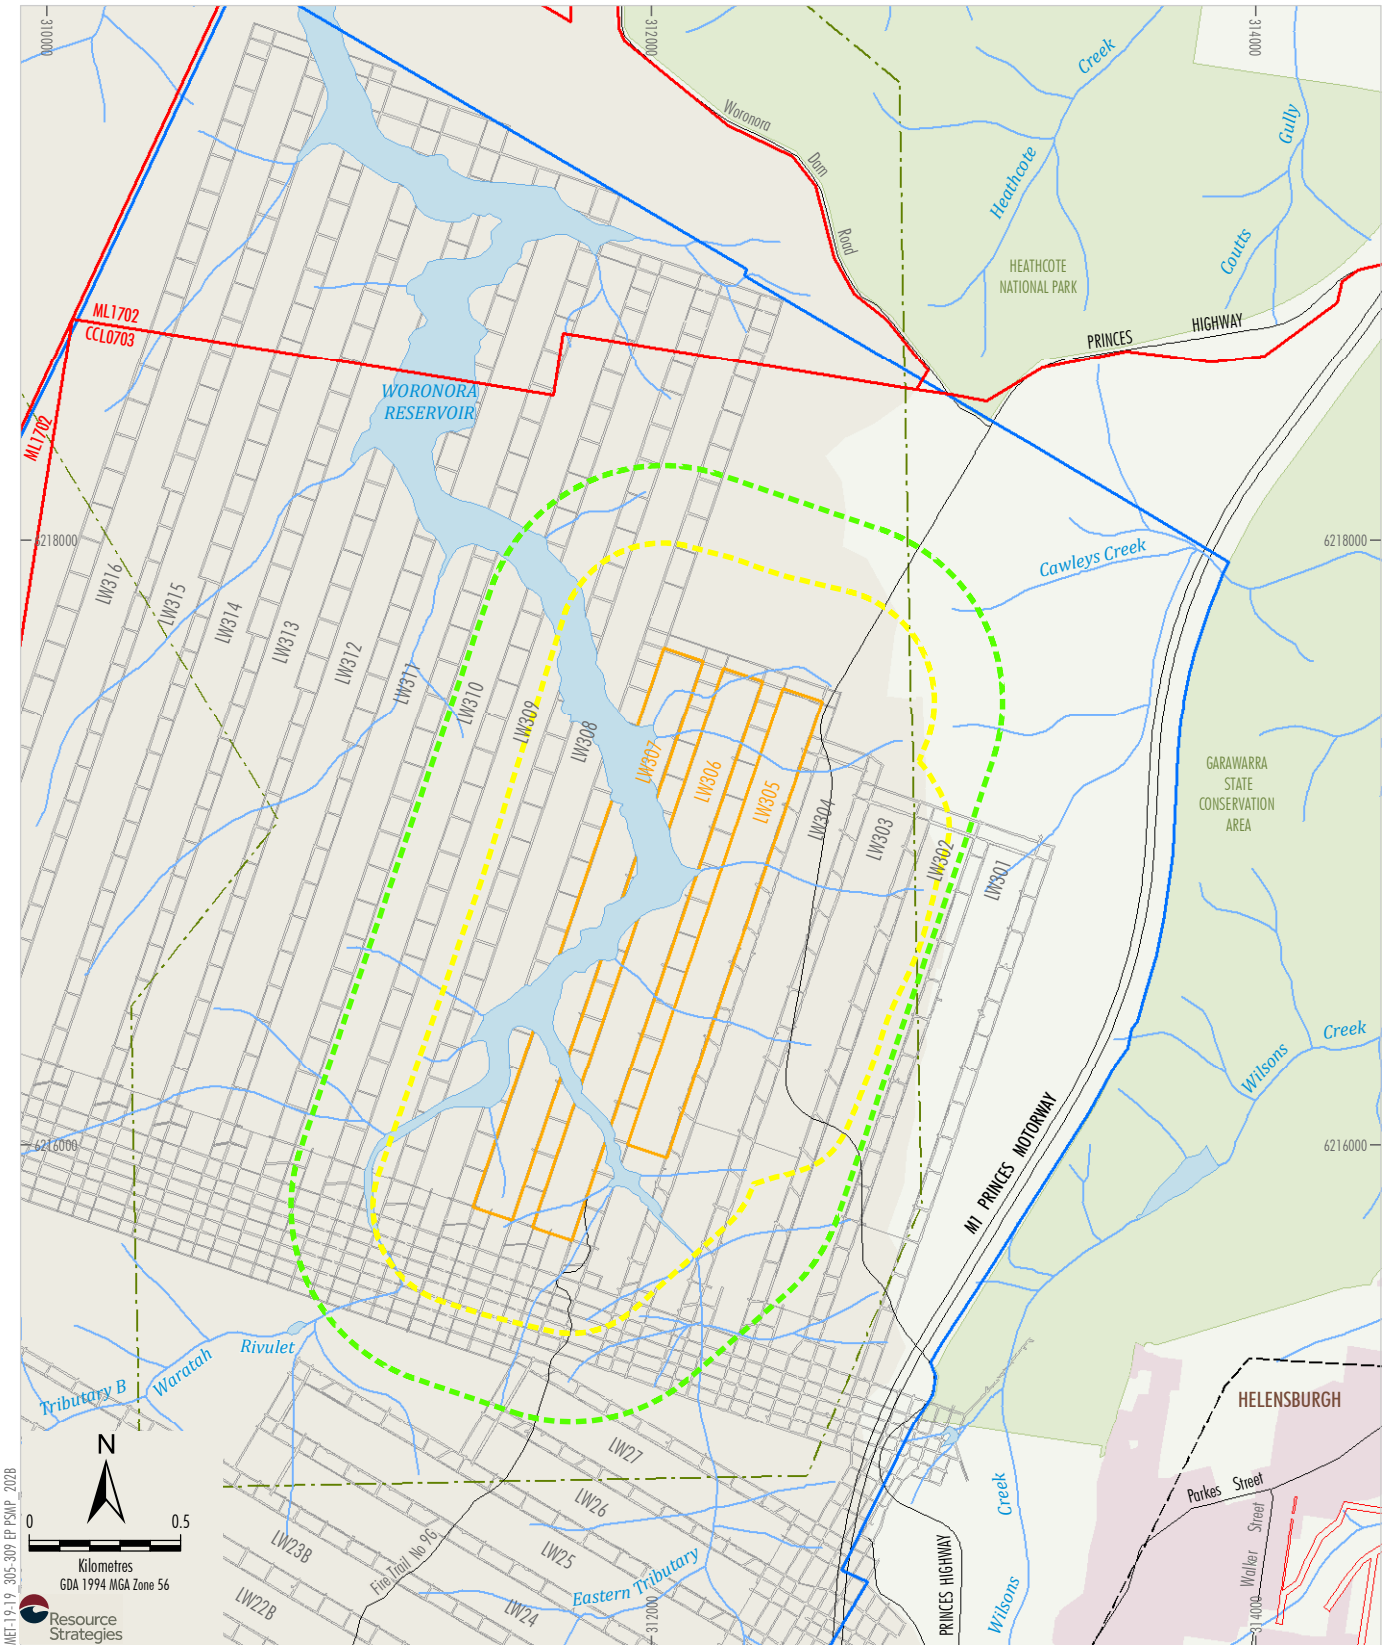 310000
312000
314000
Creek
Woronora
Dam
Road
Heathcote
Gully
Coutts
HEATHCOTE
NATIONAL PARK
ML1702
CCL0703
PRINCES
HIGHWAY
WORONORA
RESERVOIR
ML1702
6218000
6218000
Cawleys Creek
LW316
LW315
LW314
LW313
LW312
LW311
LW310
LW309
LW308
LW307
LW306
LW305
LW304
LW303
LW302
LW301
GARAWARRA
STATE
CONSERVATION
AREA
Wilsons
Creek
M1 PRINCES MOTORWAY
6216000
6216000
Rivulet
Waratah
Tributary B
HELENSBURGH
LW27
LW26
LW25
LW24
LW23B
LW22B
Fire Trail No 9G
Eastern Tributary
Parkes Street
Walker Street
Creek
Wilsons
PRINCES HIGHWAY
312000
314000
N
0 0.5
Kilometres
GDA 1994 MGA Zone 56
Resource
Strategies
MET-19-19_305-309 EP PSMP_202B